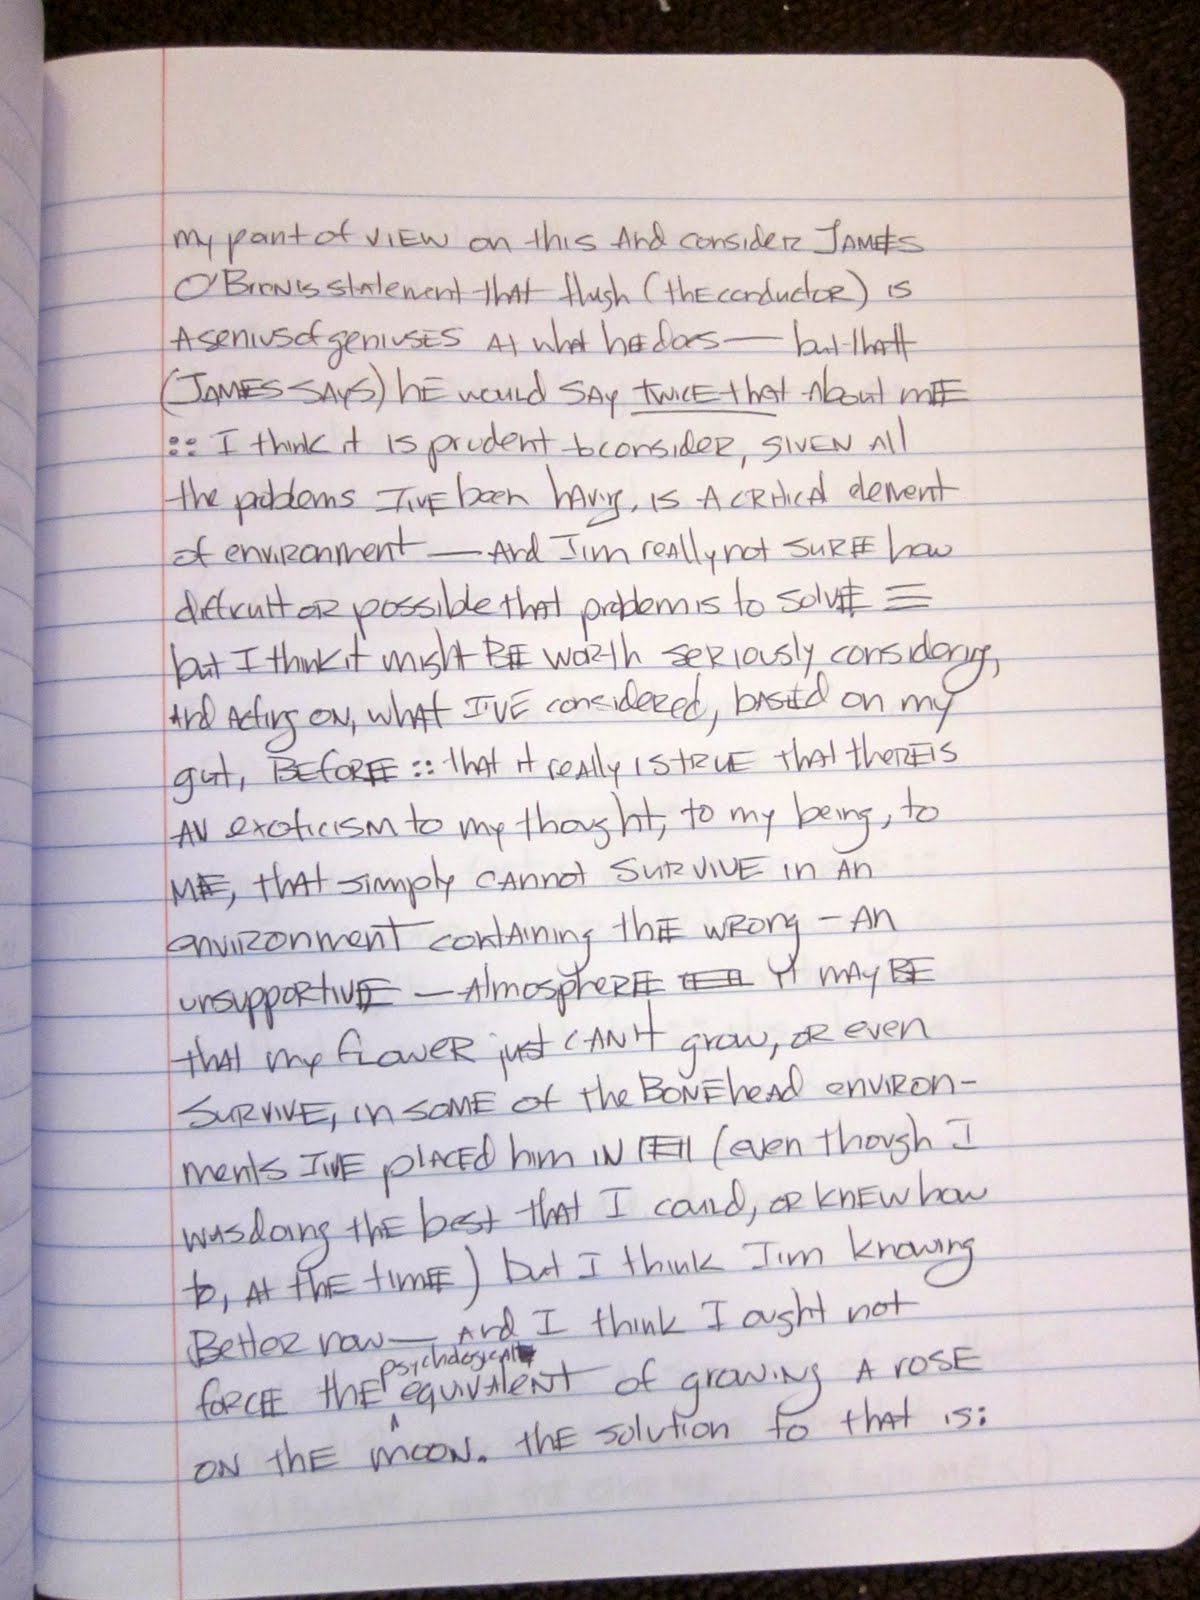 my point of VIEW on this And consider JAMES
O'Brien's statement that flush (the conductor) is
A genius of geniuses At what he does — but that
(JAMES SAYS) hE would SAY TWICE that About mE
:: I think it is prudent to consider, GIVEN All
the problems I'VE been hAving, is A CRitiCAl element
of environment — And I'm reAlly not SURE how
difficult OR possible that problem is to SolvE =
but I think it might BE worth seriously considering,
And Acting on, what I'VE considered, bASEd on my
gut, BEFORE :: that it reAlly is TRUE that there is
AN exoticism to my thought, to my being, to
ME, that simply cAnnot SURVIVE in An
environment contAining thE wrong – An
unsupportivE — AtmosphERE It mAy BE
that my flowER just CAN't grow, OR even
SURVIVE, in SOME of the BONEheAd environ-
ments I'VE plACEd him IN (even though I
was doing thE best that I could, OR KNEW how
to, At thE timE) but I think I'm knowing
BettER now — And I think I ought not
foRCE thE psychological equivAlENT of growing A rose
ON thE moon. thE solution to that is: